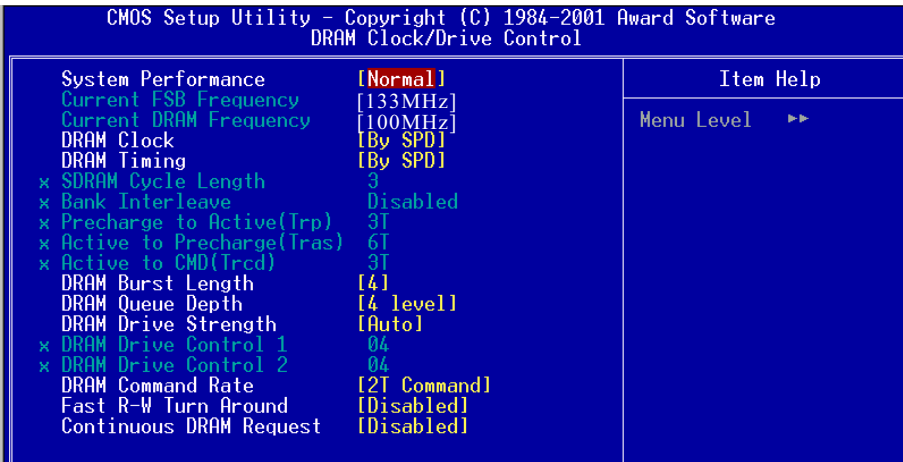 CMOS Setup Utility - Copyright (C) 1984-2001 Award Software
DRAM Clock/Drive Control
System Performance [Normal]
Current FSB Frequency [133MHz]
Current DRAM Frequency [100MHz]
DRAM Clock [By SPD]
DRAM Timing [By SPD]
x SDRAM Cycle Length 3
x Bank Interleave Disabled
x Precharge to Active(Trp) 3T
x Active to Precharge(Tras) 6T
x Active to CMD(Trcd) 3T
DRAM Burst Length [4]
DRAM Queue Depth [4 level]
DRAM Drive Strength [Auto]
x DRAM Drive Control 1 04
x DRAM Drive Control 2 04
DRAM Command Rate [2T Command]
Fast R-W Turn Around [Disabled]
Continuous DRAM Request [Disabled]
Item Help
Menu Level ▸▸